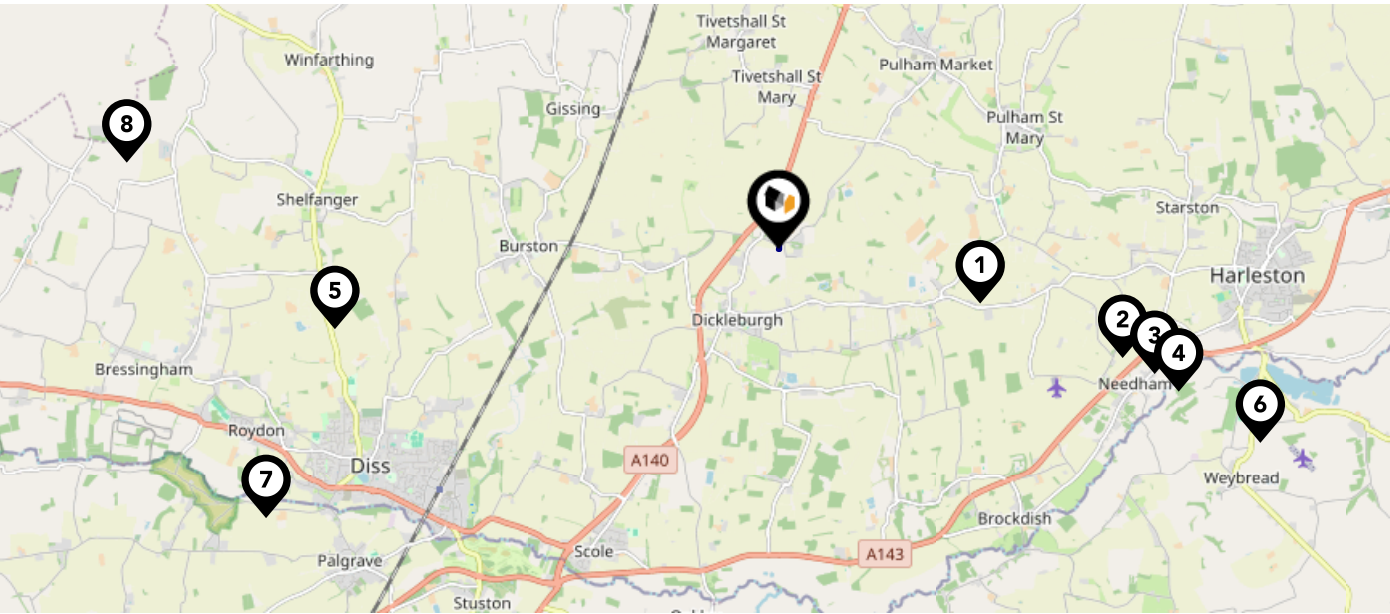 Tivetshall St
Margaret
Winfarthing
Pulham Market
Tivetshall St
Mary
Gissing
8
Pulham St
Mary
Shelfanger
Starston
Burston
1
Harleston
5
2
Dickleburgh
3
4
Bressingham
Needham
6
Roydon
A140
Diss
7
Weybread
Brockdish
Scole
A143
Palgrave
Stuston